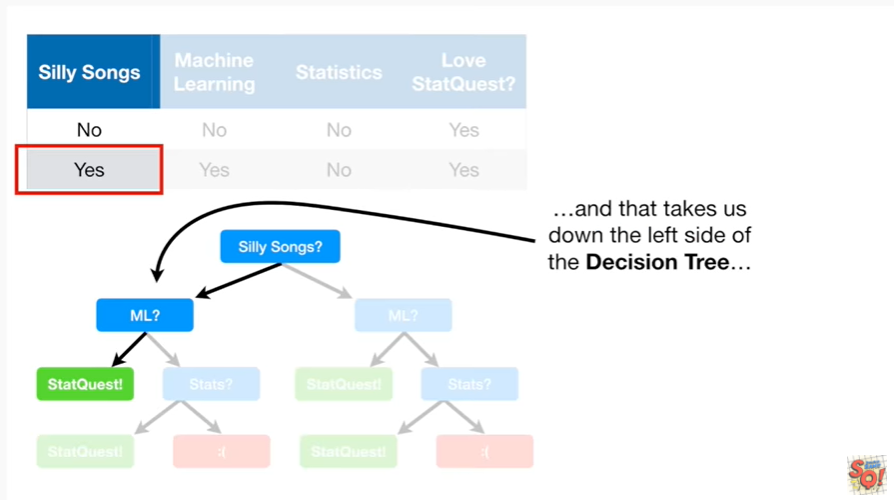 Silly Songs Machine Learning Statistics Love StatQuest?
No No No Yes
Yes Yes No Yes
…and that takes us
down the left side of
the Decision Tree…
Silly Songs?
ML? ML?
StatQuest! Stats? StatQuest! Stats?
StatQuest! :( StatQuest! :(
SQ!